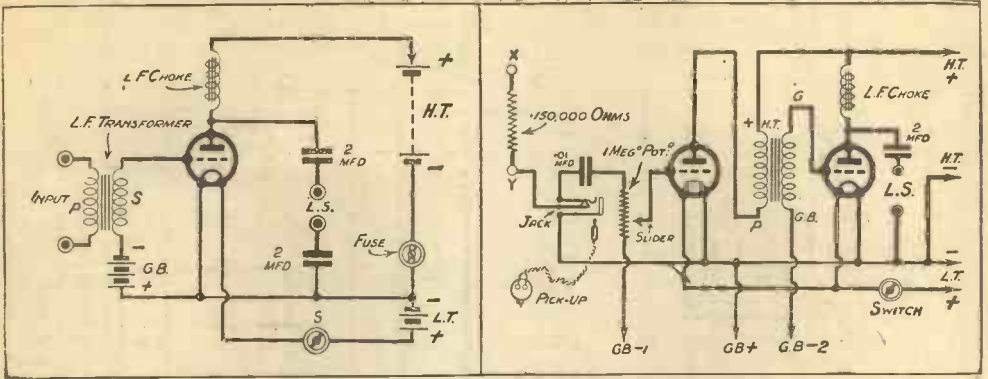 L.F CHOKE
+
H.T.
-
L.F. TRANSFORMER
INPUT
P
S
2
MFD
L.S.
2
MFD
FUSE
-
G.B.
+
S
-
L.T.
+
X
150,000 OHMS
Y
JACK
.01
MFD
1 MEG° POT.R
SLIDER
PICK-UP
GB-1
GB+
G.B-2
+
H.T.
P
G
G.B.
L.F. CHOKE
2
MFD
L.S.
H.T.
+
H.T.
-
-
L.T.
+
SWITCH